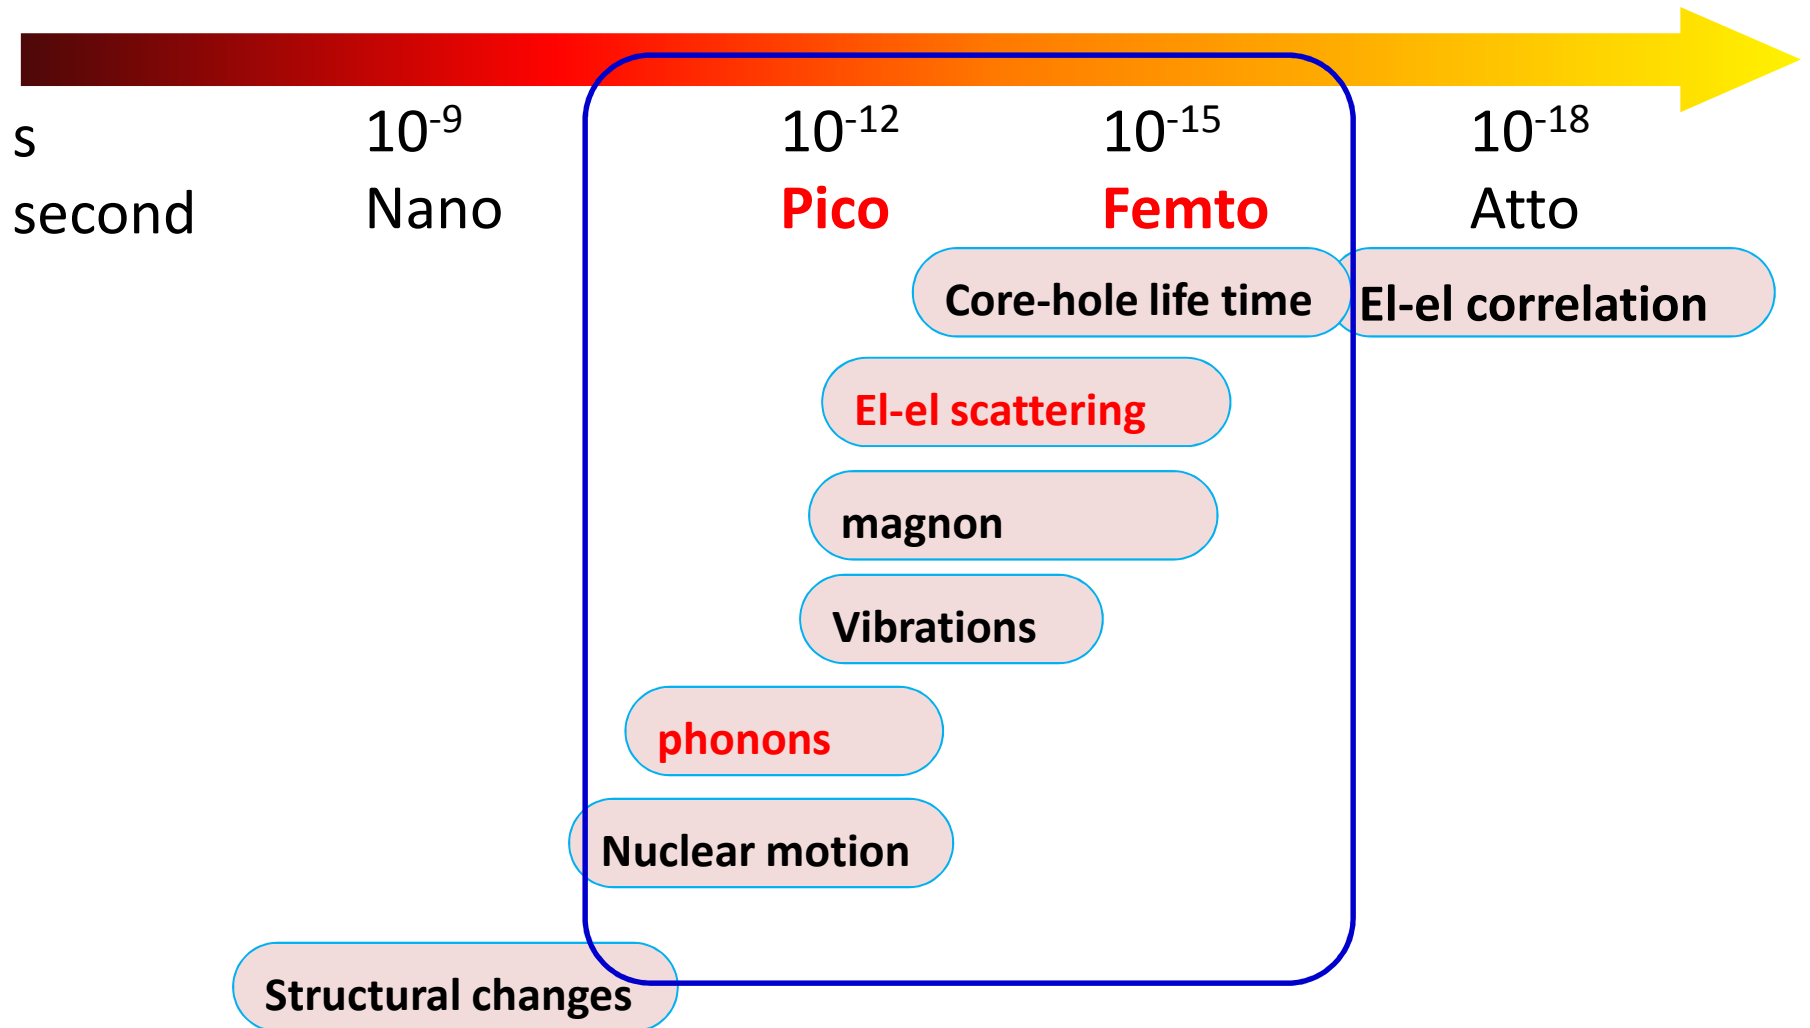 s 10⁻⁹ 10⁻¹² 10⁻¹⁵ 10⁻¹⁸
second Nano Pico Femto Atto
Core-hole life time El-el correlation
El-el scattering
magnon
Vibrations
phonons
Nuclear motion
Structural changes